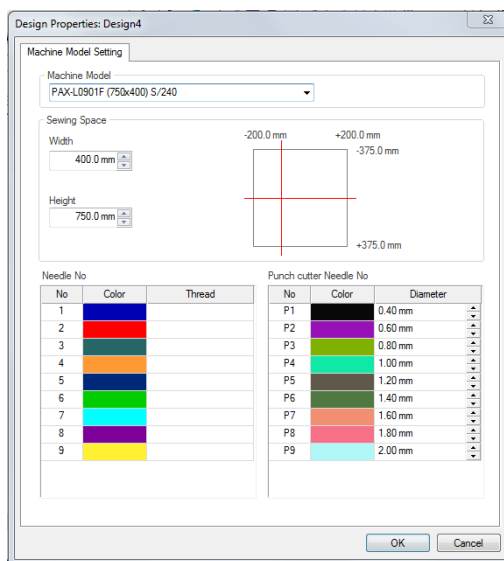 Design Properties: Design4
Machine Model Setting
Machine Model
PAX-L0901F (750x400) S/240
Sewing Space
Width
400.0 mm
Height
750.0 mm
-200.0 mm +200.0 mm
-375.0 mm
+375.0 mm
Needle No
No Color Thread
1
2
3
4
5
6
7
8
9
Punch cutter Needle No
No Color Diameter
P1 0.40 mm
P2 0.60 mm
P3 0.80 mm
P4 1.00 mm
P5 1.20 mm
P6 1.40 mm
P7 1.60 mm
P8 1.80 mm
P9 2.00 mm
OK Cancel